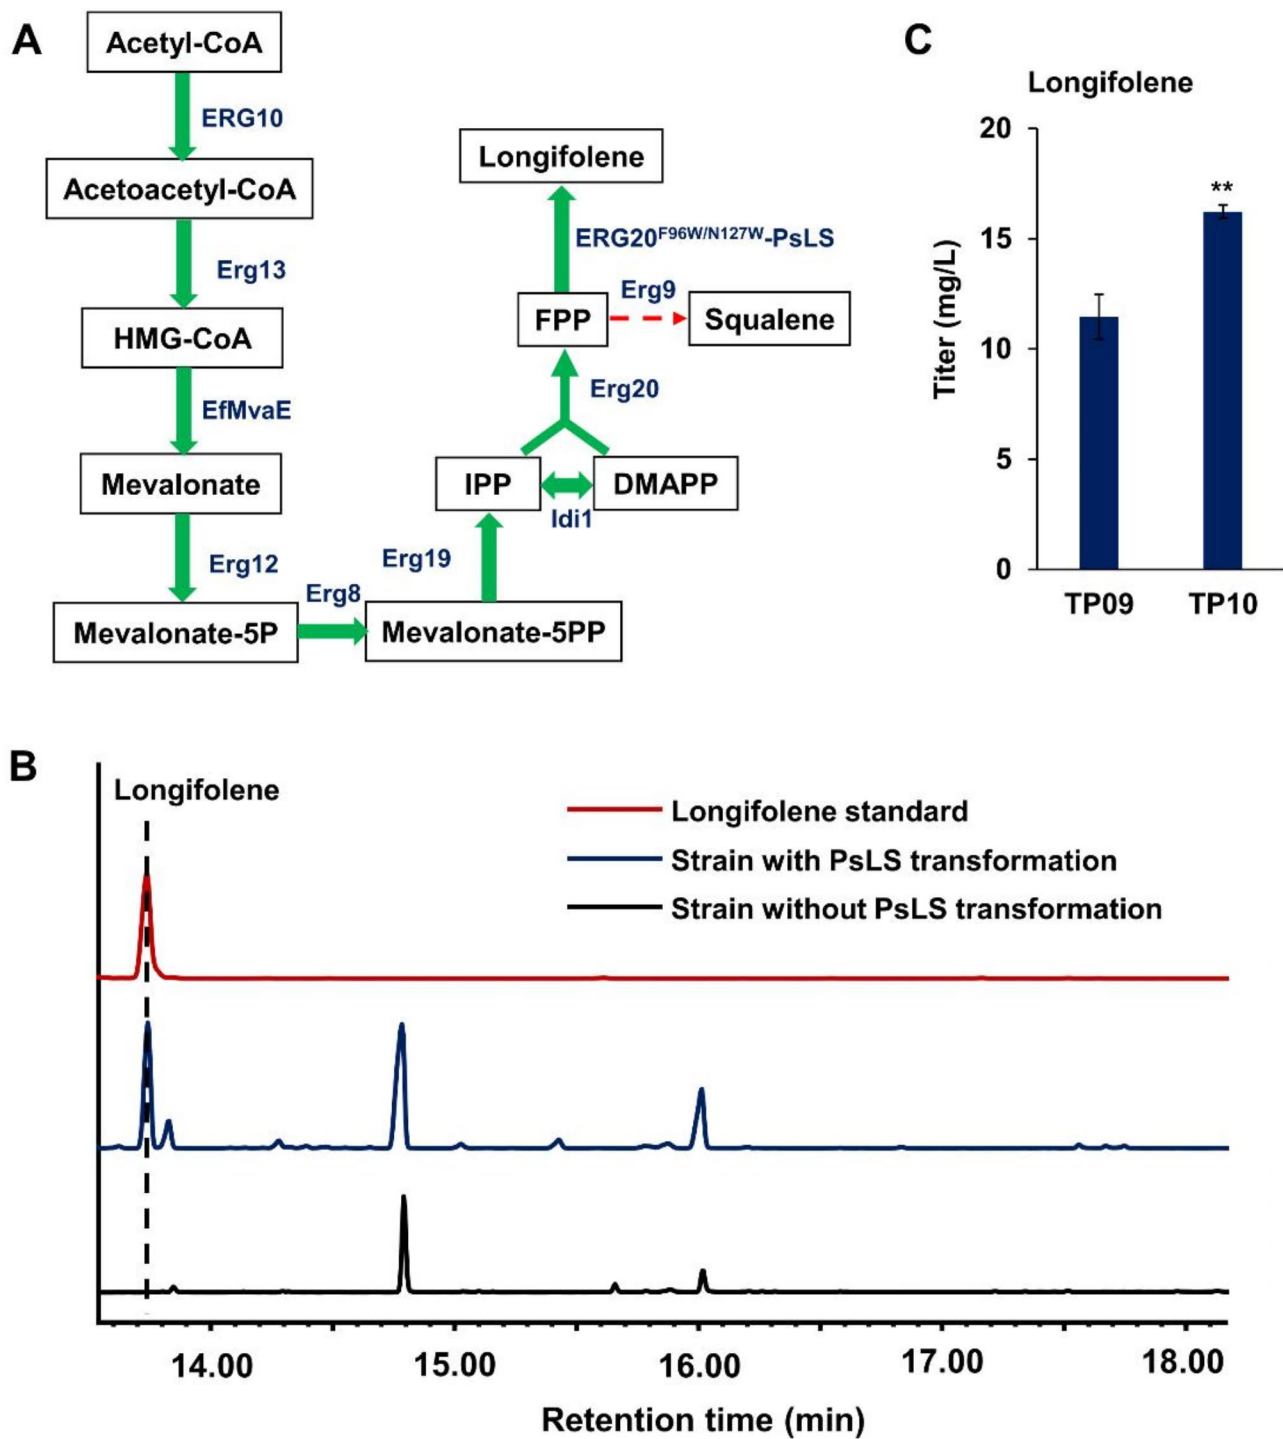 A
Acetyl-CoA
ERG10
Acetoacetyl-CoA
Erg13
HMG-CoA
EfMvaE
Mevalonate
Erg12
Mevalonate-5P
Erg8
Mevalonate-5PP
Erg19
IPP
Idi1
DMAPP
Erg20
FPP
Erg9
Squalene
ERG20F96W/N127W-PsLS
Longifolene
C
Longifolene
Titer (mg/L)
20
15
10
5
0
**
TP09
TP10
B
Longifolene
Longifolene standard
Strain with PsLS transformation
Strain without PsLS transformation
14.00 15.00 16.00 17.00 18.00
Retention time (min)